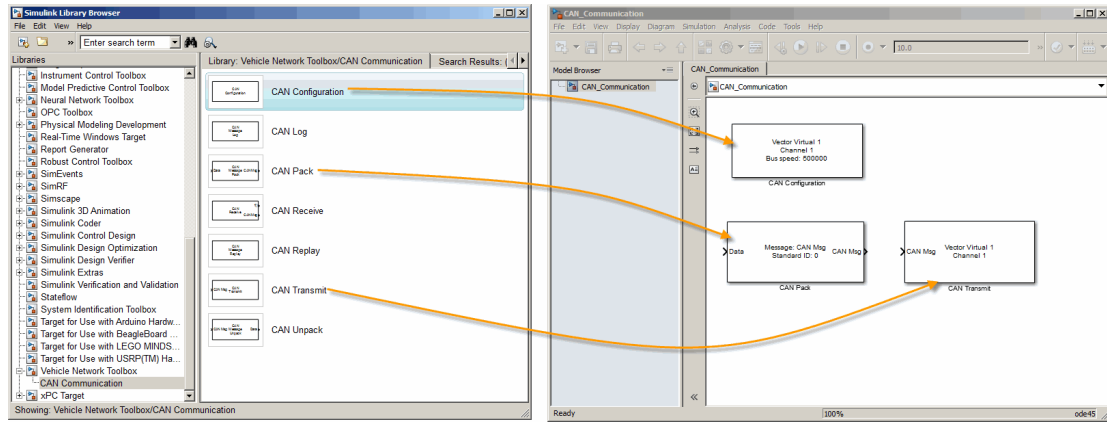 Simulink Library Browser
File Edit View Help
» Enter search term
Libraries
Instrument Control Toolbox
Model Predictive Control Toolbox
Neural Network Toolbox
OPC Toolbox
Physical Modeling Development
Real-Time Windows Target
Report Generator
Robust Control Toolbox
SimEvents
SimRF
Simscape
Simulink 3D Animation
Simulink Coder
Simulink Control Design
Simulink Design Optimization
Simulink Design Verifier
Simulink Extras
Simulink Verification and Validation
Stateflow
System Identification Toolbox
Target for Use with Arduino Hardw...
Target for Use with BeagleBoard ...
Target for Use with LEGO MINDS...
Target for Use with USRP(TM) Ha...
Vehicle Network Toolbox
CAN Communication
xPC Target
Showing: Vehicle Network Toolbox/CAN Communication
Library: Vehicle Network Toolbox/CAN Communication
Search Results: (
CAN Configuration
CAN Log
CAN Pack
CAN Receive
CAN Replay
CAN Transmit
CAN Unpack
CAN_Communication
File Edit View Display Diagram Simulation Analysis Code Tools Help
10.0
Model Browser
CAN_Communication
CAN_Communication
CAN_Communication
Vector Virtual 1
Channel 1
Bus speed: 500000
CAN Configuration
Data
Message: CAN Msg
Standard ID: 0
CAN Msg
CAN Pack
CAN Msg
Vector Virtual 1
Channel 1
CAN Transmit
Ready
100%
ode45